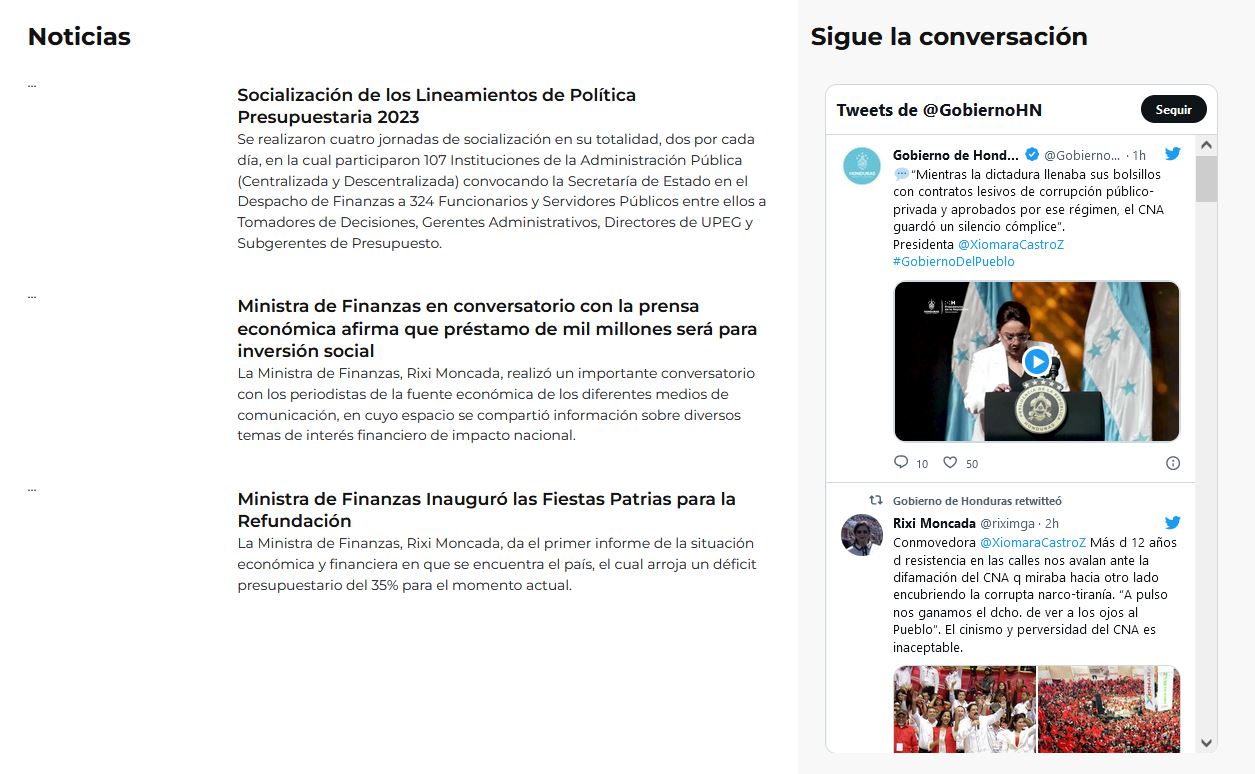 Noticias
...
Socialización de los Lineamientos de Política
Presupuestaria 2023
Se realizaron cuatro jornadas de socialización en su totalidad, dos por cada
día, en la cual participaron 107 Instituciones de la Administración Pública
(Centralizada y Descentralizada) convocando la Secretaría de Estado en el
Despacho de Finanzas a 324 Funcionarios y Servidores Públicos entre ellos a
Tomadores de Decisiones, Gerentes Administrativos, Directores de UPEG y
Subgerentes de Presupuesto.
...
Ministra de Finanzas en conversatorio con la prensa
económica afirma que préstamo de mil millones será para
inversión social
La Ministra de Finanzas, Rixi Moncada, realizó un importante conversatorio
con los periodistas de la fuente económica de los diferentes medios de
comunicación, en cuyo espacio se compartió información sobre diversos
temas de interés financiero de impacto nacional.
...
Ministra de Finanzas Inauguró las Fiestas Patrias para la
Refundación
La Ministra de Finanzas, Rixi Moncada, da el primer informe de la situación
económica y financiera en que se encuentra el país, el cual arroja un déficit
presupuestario del 35% para el momento actual.
Sigue la conversación
Tweets de @GobiernoHN
Seguir
Gobierno de Hond... @Gobierno... · 1h
“Mientras la dictadura llenaba sus bolsillos
con contratos lesivos de corrupción público-
privada y aprobados por ese régimen, el CNA
guardó un silencio cómplice”.
Presidenta @XiomaraCastroZ
#GobiernoDelPueblo
10 50
Gobierno de Honduras retwitteó
Rixi Moncada @riximga · 2h
Conmovedora @XiomaraCastroZ Más d 12 años
d resistencia en las calles nos avalan ante la
difamación del CNA q miraba hacia otro lado
encubriendo la corrupta narco-tiranía. “A pulso
nos ganamos el dcho. de ver a los ojos al
Pueblo”. El cinismo y perversidad del CNA es
inaceptable.